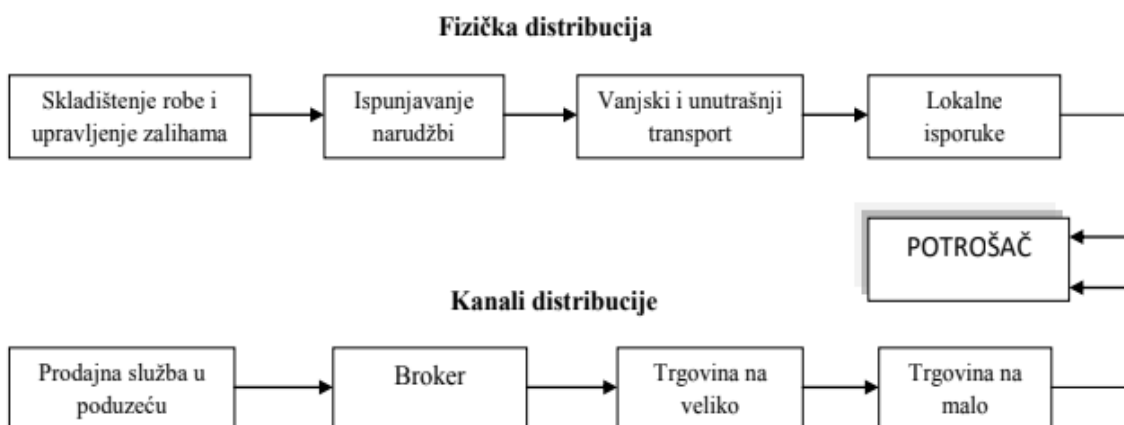 Fizička distribucija
Skladištenje robe i
upravljenje zalihama
Ispunjavanje
narudžbi
Vanjski i unutrašnji
transport
Lokalne
isporuke
POTROŠAČ
Kanali distribucije
Prodajna služba u
poduzeću
Broker
Trgovina na
veliko
Trgovina na
malo